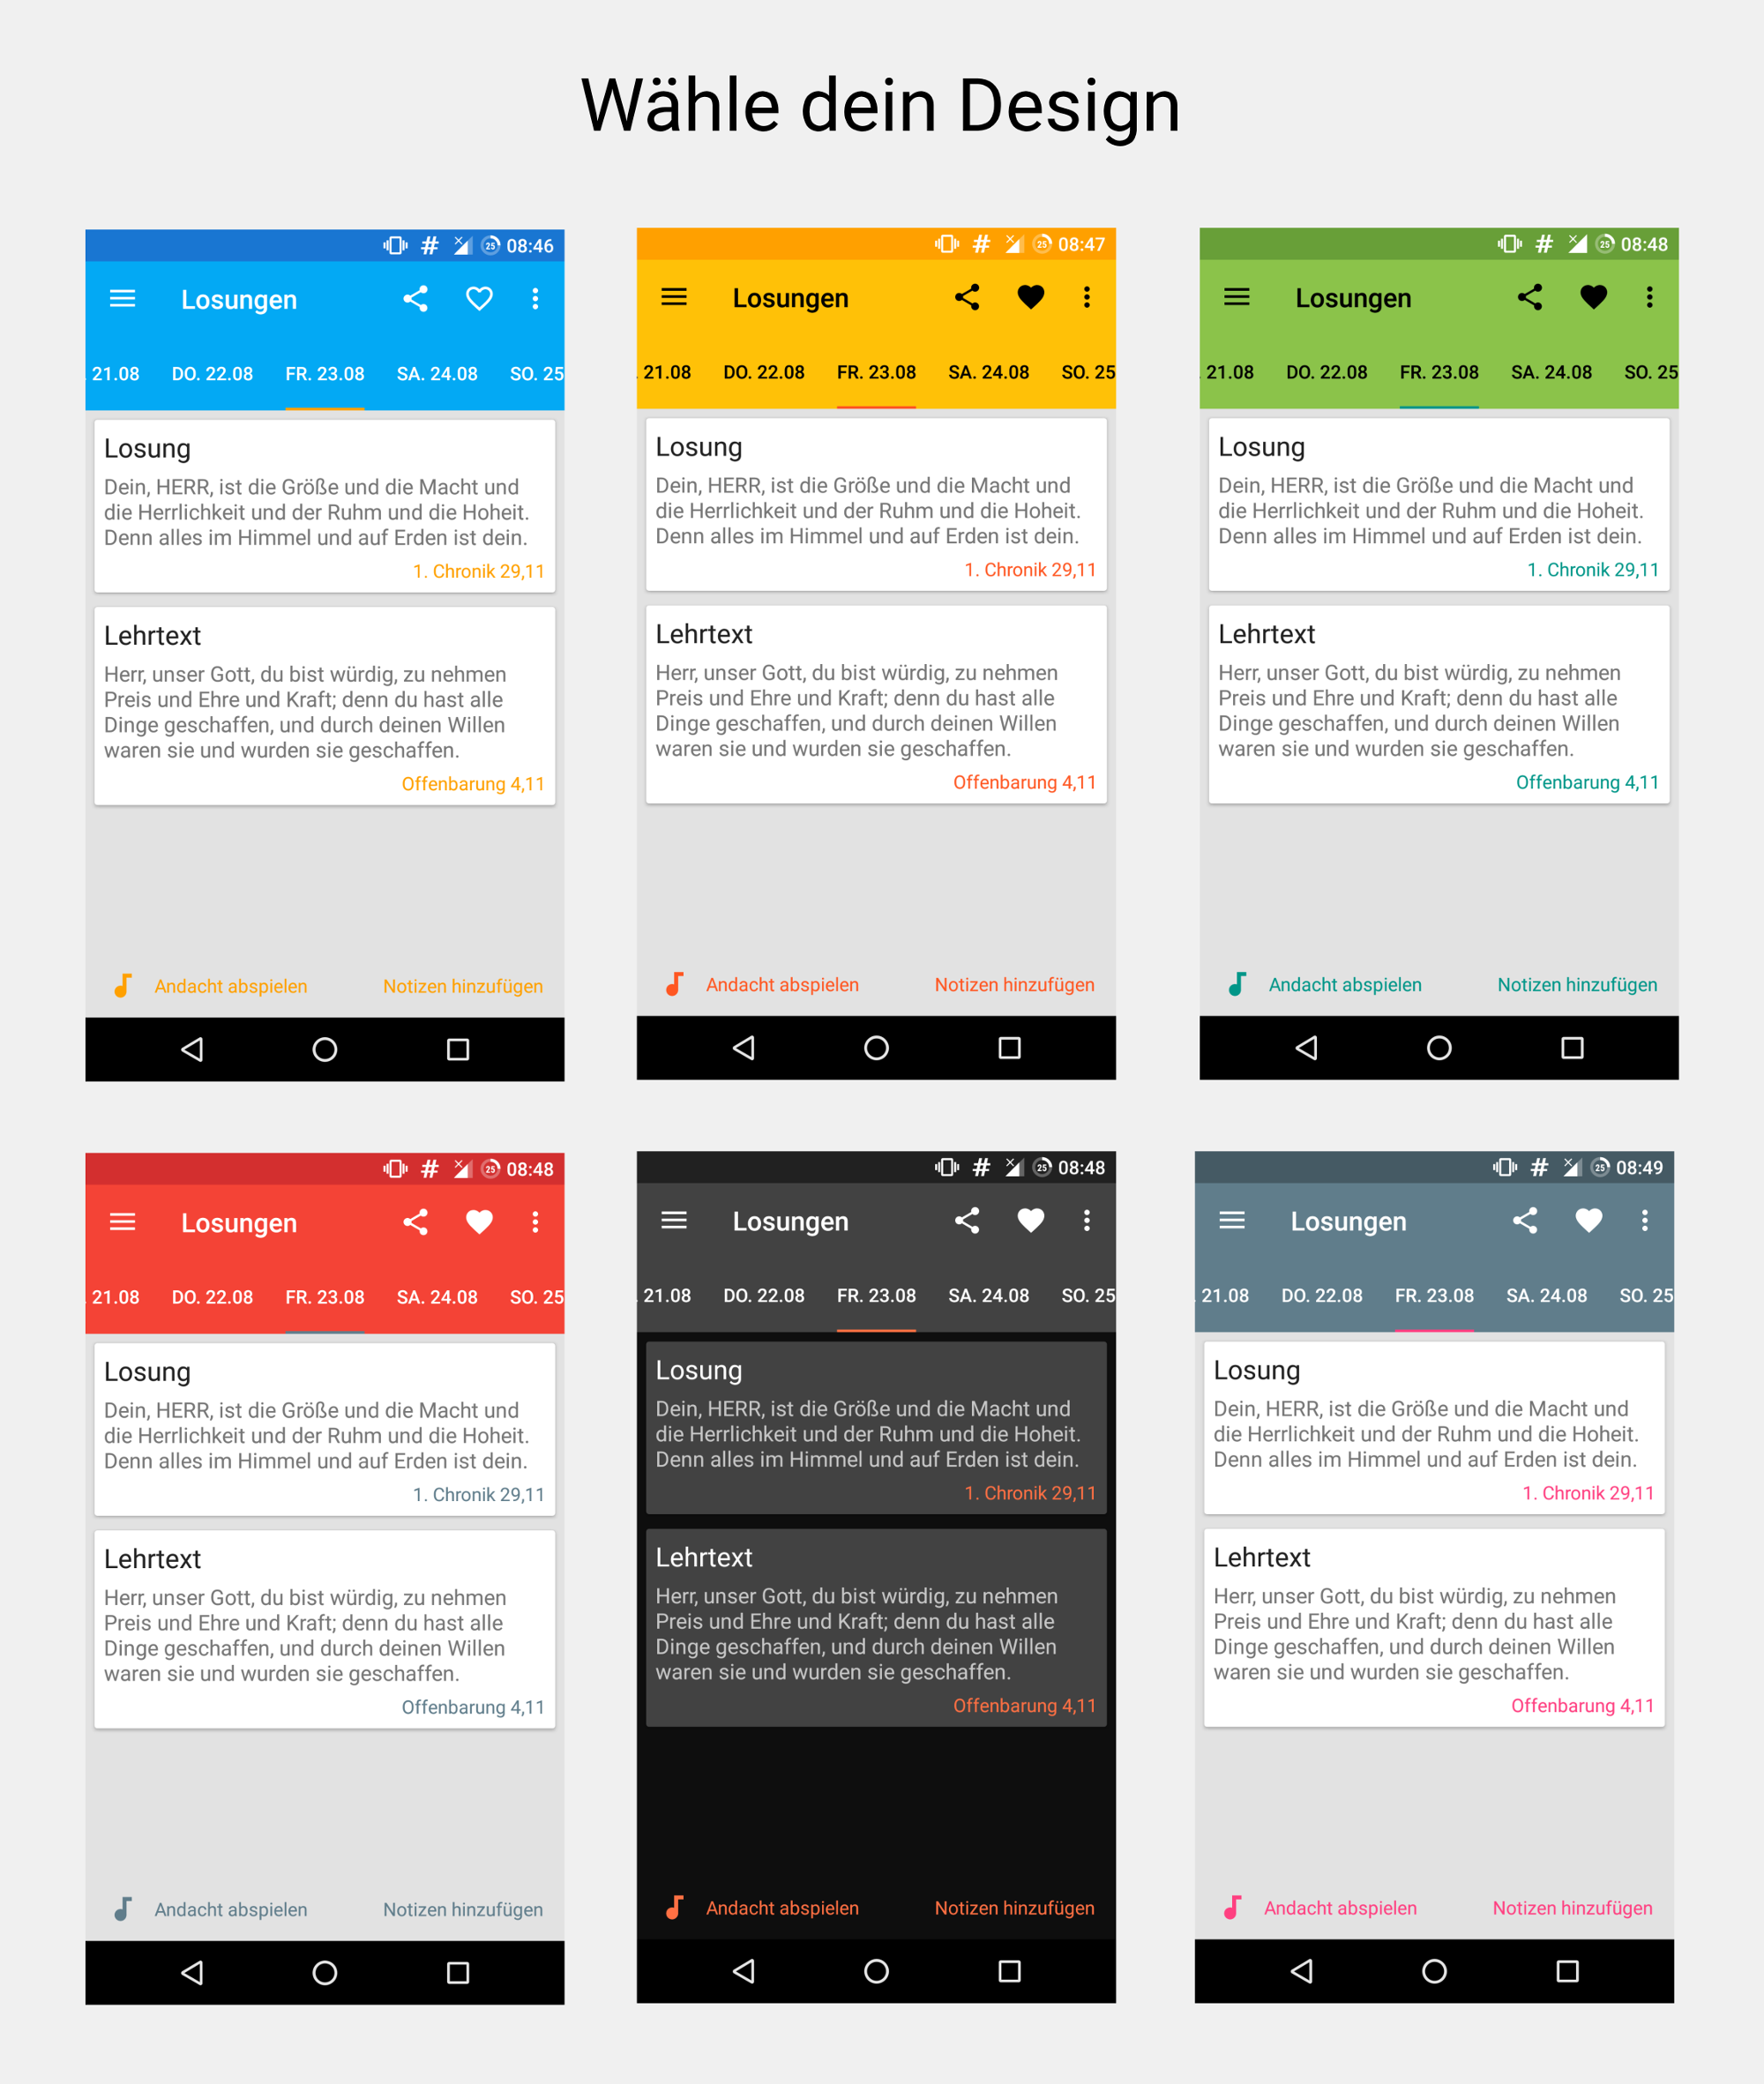 Wähle dein Design
25 08:46
Losungen
21.08 DO. 22.08 FR. 23.08 SA. 24.08 SO. 25
Losung
Dein, HERR, ist die Größe und die Macht und
die Herrlichkeit und der Ruhm und die Hoheit.
Denn alles im Himmel und auf Erden ist dein.
1. Chronik 29,11
Lehrtext
Herr, unser Gott, du bist würdig, zu nehmen
Preis und Ehre und Kraft; denn du hast alle
Dinge geschaffen, und durch deinen Willen
waren sie und wurden sie geschaffen.
Offenbarung 4,11
Andacht abspielen Notizen hinzufügen
25 08:47
Losungen
. 21.08 DO. 22.08 FR. 23.08 SA. 24.08 SO. 25
Losung
Dein, HERR, ist die Größe und die Macht und
die Herrlichkeit und der Ruhm und die Hoheit.
Denn alles im Himmel und auf Erden ist dein.
1. Chronik 29,11
Lehrtext
Herr, unser Gott, du bist würdig, zu nehmen
Preis und Ehre und Kraft; denn du hast alle
Dinge geschaffen, und durch deinen Willen
waren sie und wurden sie geschaffen.
Offenbarung 4,11
Andacht abspielen Notizen hinzufügen
25 08:48
Losungen
. 21.08 DO. 22.08 FR. 23.08 SA. 24.08 SO. 25
Losung
Dein, HERR, ist die Größe und die Macht und
die Herrlichkeit und der Ruhm und die Hoheit.
Denn alles im Himmel und auf Erden ist dein.
1. Chronik 29,11
Lehrtext
Herr, unser Gott, du bist würdig, zu nehmen
Preis und Ehre und Kraft; denn du hast alle
Dinge geschaffen, und durch deinen Willen
waren sie und wurden sie geschaffen.
Offenbarung 4,11
Andacht abspielen Notizen hinzufügen
25 08:48
Losungen
21.08 DO. 22.08 FR. 23.08 SA. 24.08 SO. 25
Losung
Dein, HERR, ist die Größe und die Macht und
die Herrlichkeit und der Ruhm und die Hoheit.
Denn alles im Himmel und auf Erden ist dein.
1. Chronik 29,11
Lehrtext
Herr, unser Gott, du bist würdig, zu nehmen
Preis und Ehre und Kraft; denn du hast alle
Dinge geschaffen, und durch deinen Willen
waren sie und wurden sie geschaffen.
Offenbarung 4,11
Andacht abspielen Notizen hinzufügen
25 08:48
Losungen
. 21.08 DO. 22.08 FR. 23.08 SA. 24.08 SO. 25
Losung
Dein, HERR, ist die Größe und die Macht und
die Herrlichkeit und der Ruhm und die Hoheit.
Denn alles im Himmel und auf Erden ist dein.
1. Chronik 29,11
Lehrtext
Herr, unser Gott, du bist würdig, zu nehmen
Preis und Ehre und Kraft; denn du hast alle
Dinge geschaffen, und durch deinen Willen
waren sie und wurden sie geschaffen.
Offenbarung 4,11
Andacht abspielen Notizen hinzufügen
25 08:49
Losungen
. 21.08 DO. 22.08 FR. 23.08 SA. 24.08 SO. 25
Losung
Dein, HERR, ist die Größe und die Macht und
die Herrlichkeit und der Ruhm und die Hoheit.
Denn alles im Himmel und auf Erden ist dein.
1. Chronik 29,11
Lehrtext
Herr, unser Gott, du bist würdig, zu nehmen
Preis und Ehre und Kraft; denn du hast alle
Dinge geschaffen, und durch deinen Willen
waren sie und wurden sie geschaffen.
Offenbarung 4,11
Andacht abspielen Notizen hinzufügen